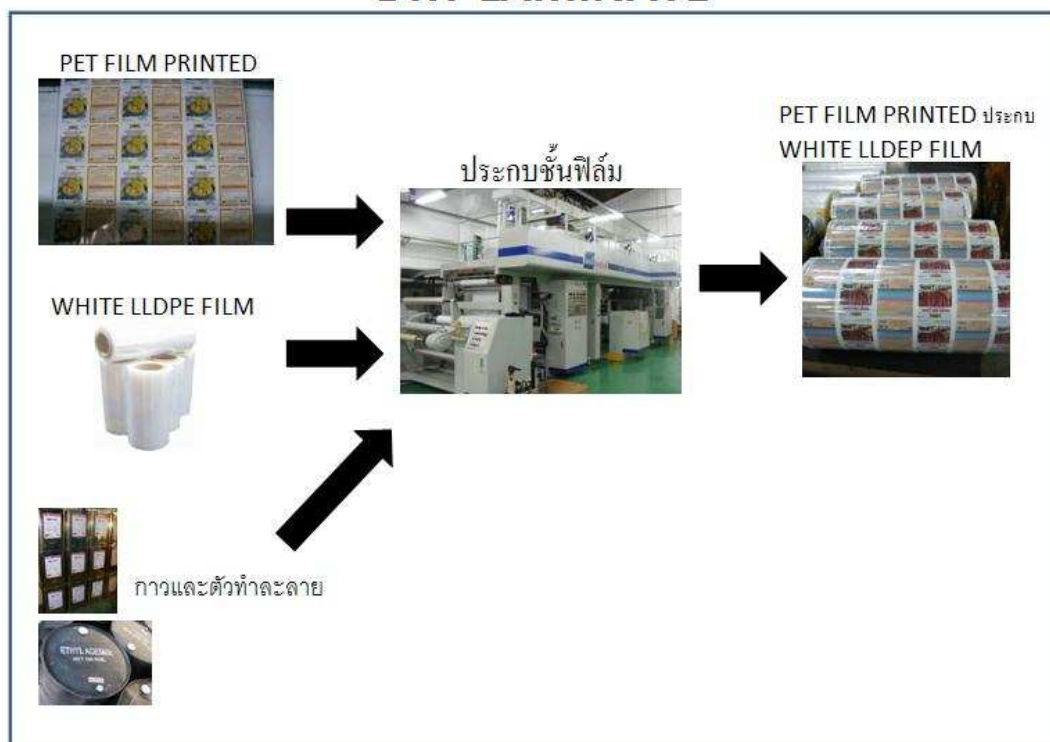 PET FILM PRINTED
PET FILM PRINTED ประกบ
WHITE LLDEP FILM
ประกบชั้นฟิล์ม
WHITE LLDPE FILM
กาวและตัวทำละลาย